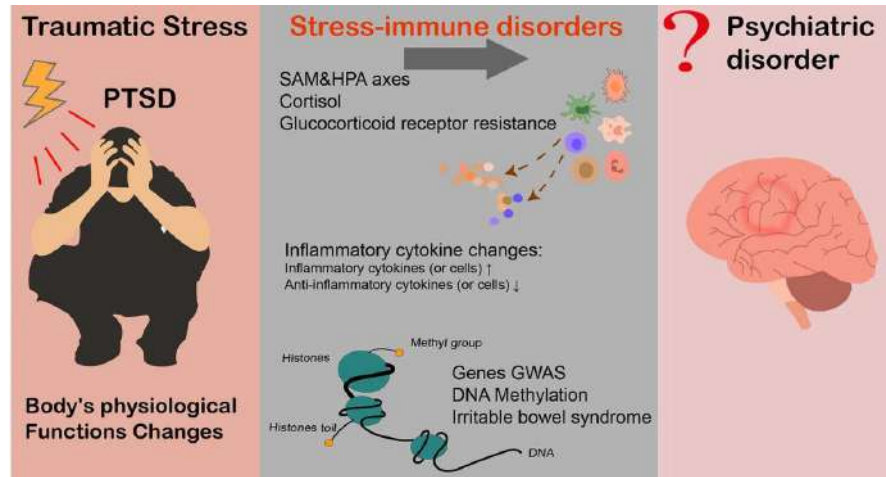 Traumatic Stress
PTSD
Body's physiological
Functions Changes
Stress-immune disorders
SAM&HPA axes
Cortisol
Glucocorticoid receptor resistance
Inflammatory cytokine changes:
Inflammatory cytokines (or cells) ↑
Anti-inflammatory cytokines (or cells) ↓
Methyl group
Histones
Genes GWAS
DNA Methylation
Irritable bowel syndrome
Histones toil
DNA
?
Psychiatric
disorder